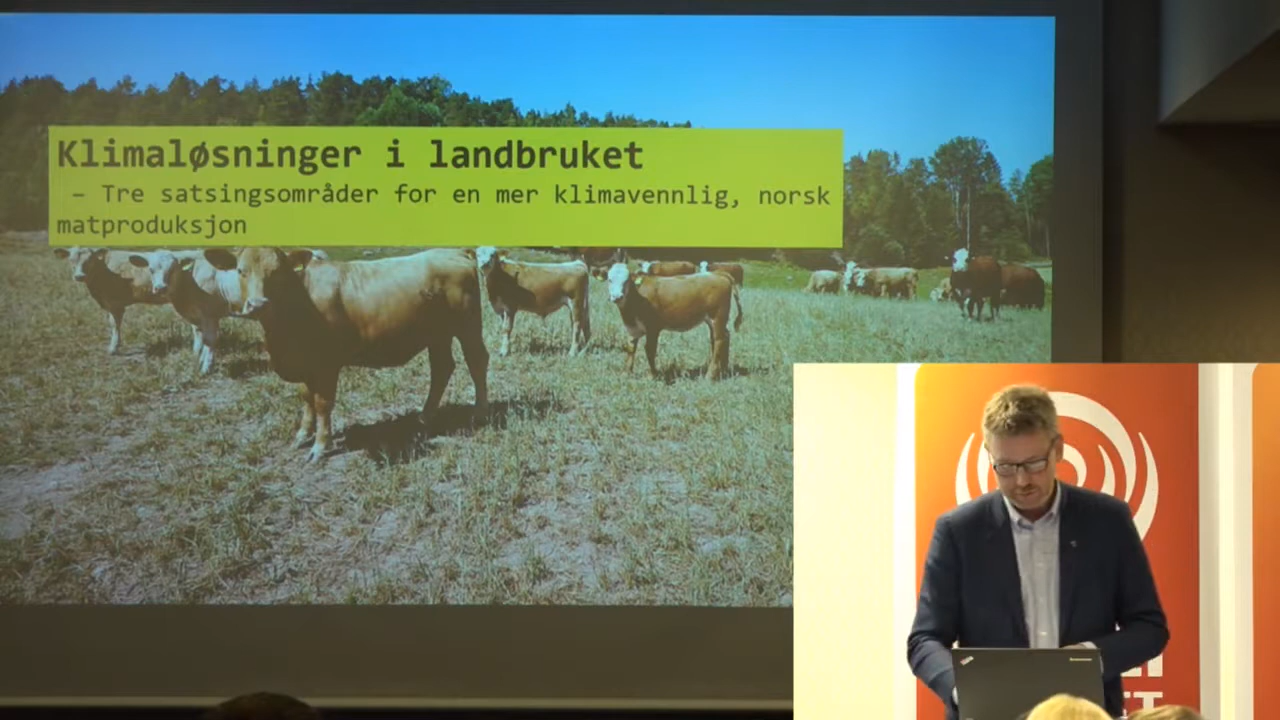 Klimaløsninger i landbruket
– Tre satsingsområder for en mer klimavennlig, norsk
matproduksjon